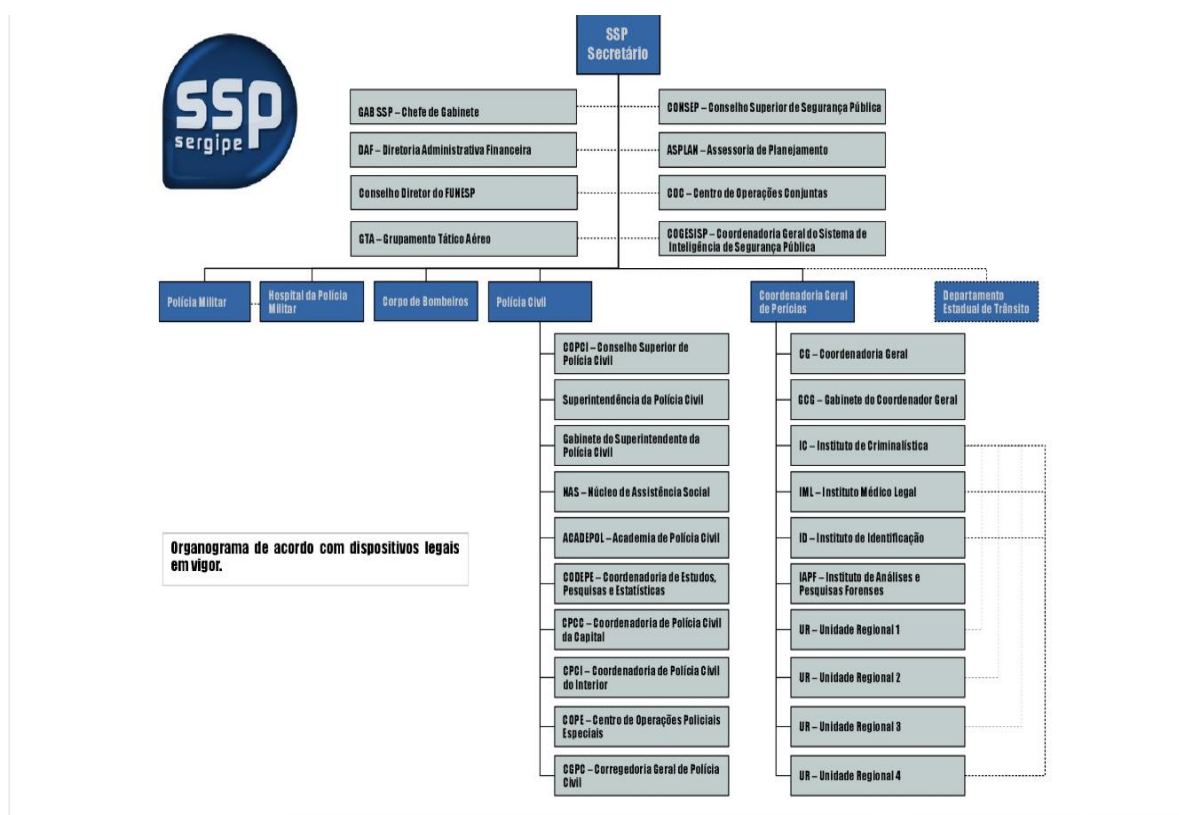 SSP
Secretário
ssp
sergipe
GAB SSP – Chefe de Gabinete
CONSEP – Conselho Superior de Segurança Pública
DAF – Diretoria Administrativa Financeira
ASPLAN – Assessoria de Planejamento
Conselho Diretor do FUNESP
COC – Centro de Operações Conjuntas
GTA – Grupamento Tático Aéreo
COGESISP – Coordenadoria Geral do Sistema de
Inteligência de Segurança Pública
Polícia Militar
Hospital da Polícia
Militar
Corpo de Bombeiros
Polícia Civil
Coordenadoria Geral
de Perícias
Departamento
Estadual de Trânsito
COPCI – Conselho Superior de
Polícia Civil
Superintendência da Polícia Civil
Gabinete do Superintendente da
Polícia Civil
NAS – Núcleo de Assistência Social
ACADEPOL – Academia de Polícia Civil
CODEPE – Coordenadoria de Estudos,
Pesquisas e Estatísticas
CPCC – Coordenadoria de Polícia Civil
da Capital
CPCI – Coordenadoria de Polícia Civil
do Interior
COPE – Centro de Operações Policiais
Especiais
CGPC – Corregedoria Geral de Polícia
Civil
CG – Coordenadoria Geral
GCG – Gabinete do Coordenador Geral
IC – Instituto de Criminalística
IML – Instituto Médico Legal
ID – Instituto de Identificação
IAPF – Instituto de Análises e
Pesquisas Forenses
UR – Unidade Regional 1
UR – Unidade Regional 2
UR – Unidade Regional 3
UR – Unidade Regional 4
Organograma de acordo com dispositivos legais
em vigor.